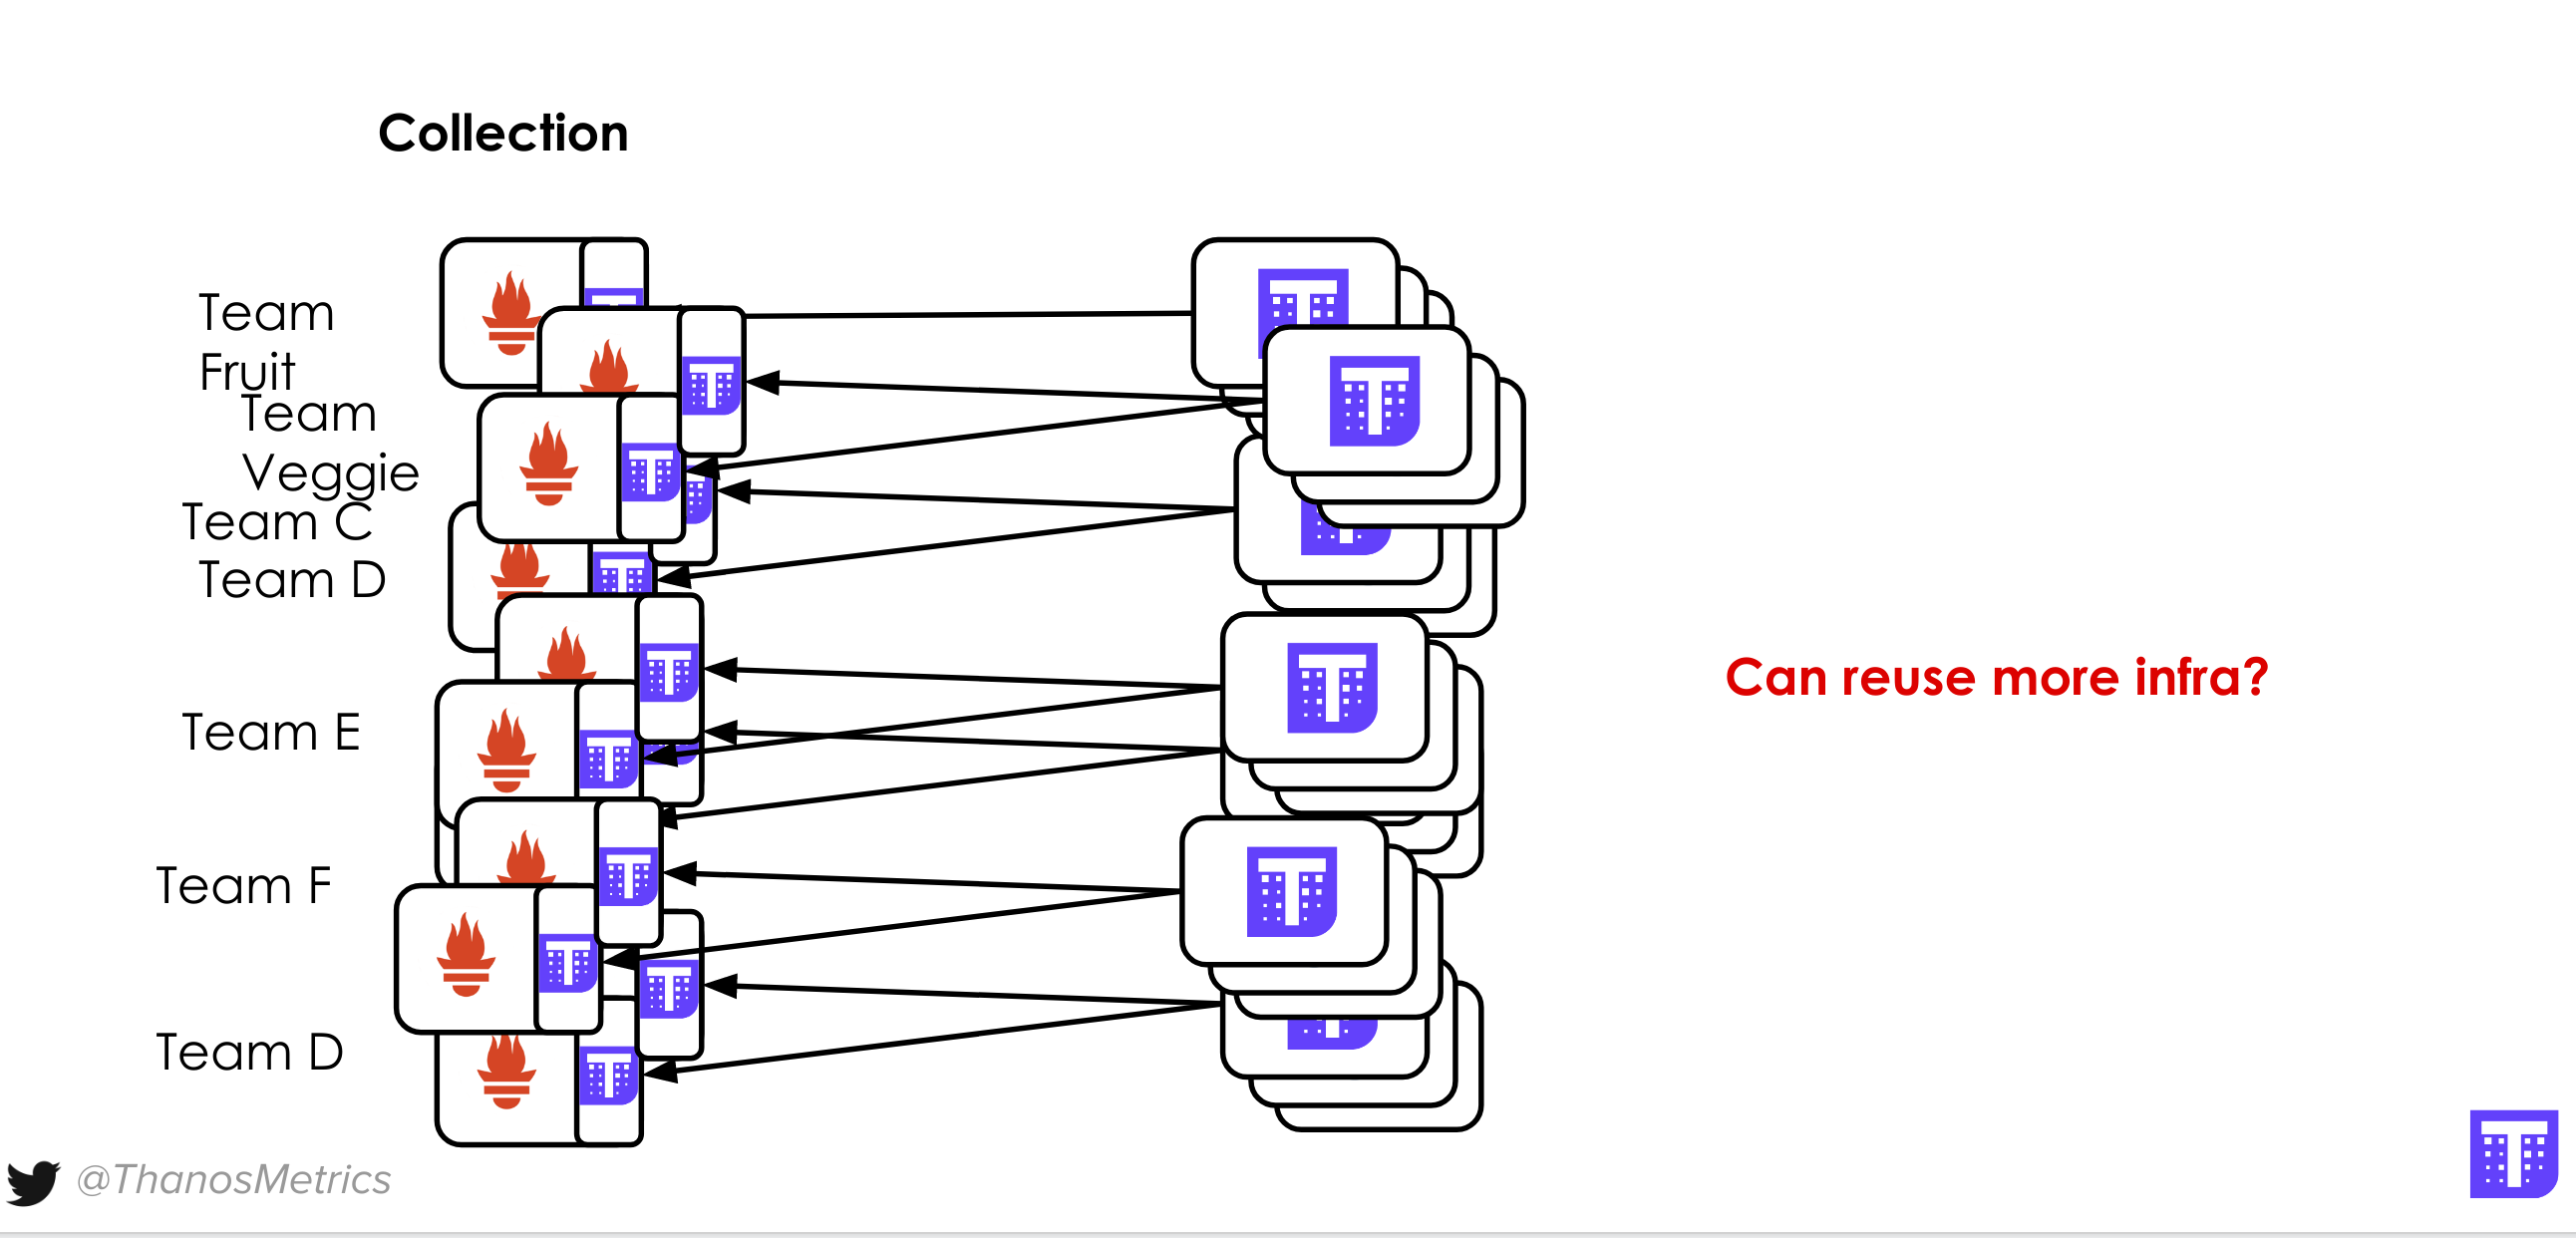 Collection
Team
Fruit
Team
Veggie
Team C
Team D
Team E
Team F
Team D
Can reuse more infra?
@ThanosMetrics